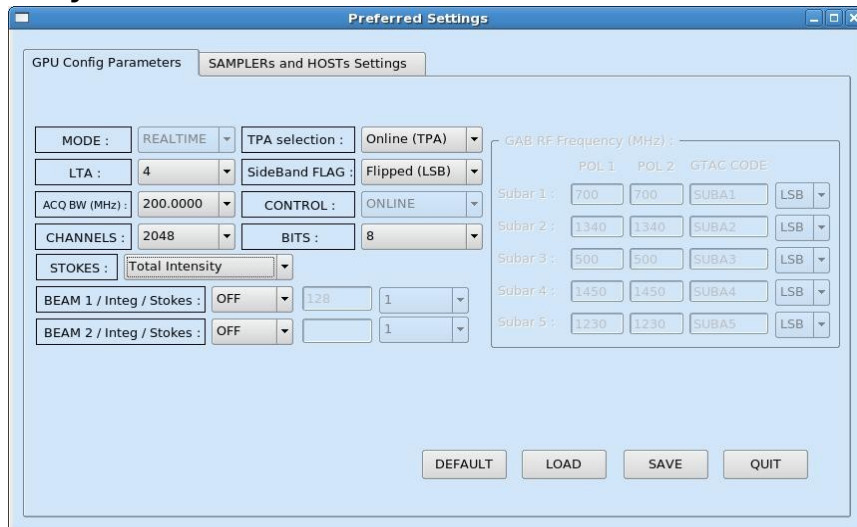 Preferred Settings
GPU Config Parameters SAMPLERs and HOSTs Settings
MODE : REALTIME TPA selection : Online (TPA)
GAB RF Frequency (MHz) :
LTA : 4 SideBand FLAG : Flipped (LSB)
POL 1 POL 2 GTAC CODE
ACQ BW (MHz) : 200.0000 CONTROL : ONLINE
Subar 1 : 700 700 SUBA1 LSB
CHANNELS : 2048 BITS : 8
Subar 2 : 1340 1340 SUBA2 LSB
STOKES : Total Intensity
Subar 3 : 500 500 SUBA3 LSB
BEAM 1 / Integ / Stokes : OFF 128 1
Subar 4 : 1450 1450 SUBA4 LSB
BEAM 2 / Integ / Stokes : OFF 1
Subar 5 : 1230 1230 SUBA5 LSB
DEFAULT LOAD SAVE QUIT